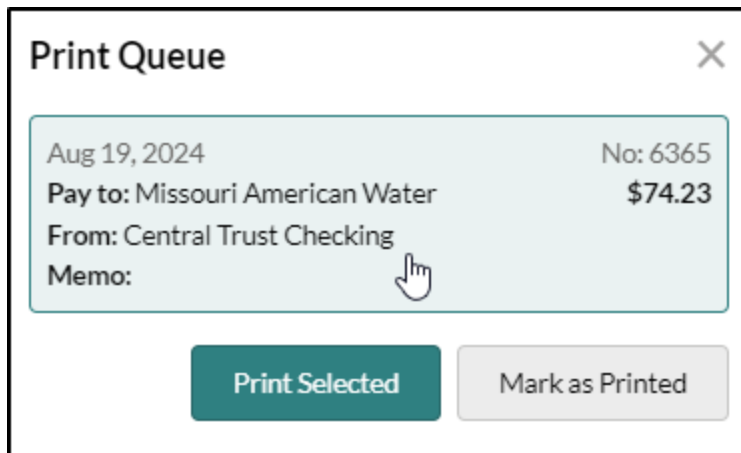 Print Queue
Aug 19, 2024 No: 6365
Pay to: Missouri American Water $74.23
From: Central Trust Checking
Memo:
Print Selected Mark as Printed